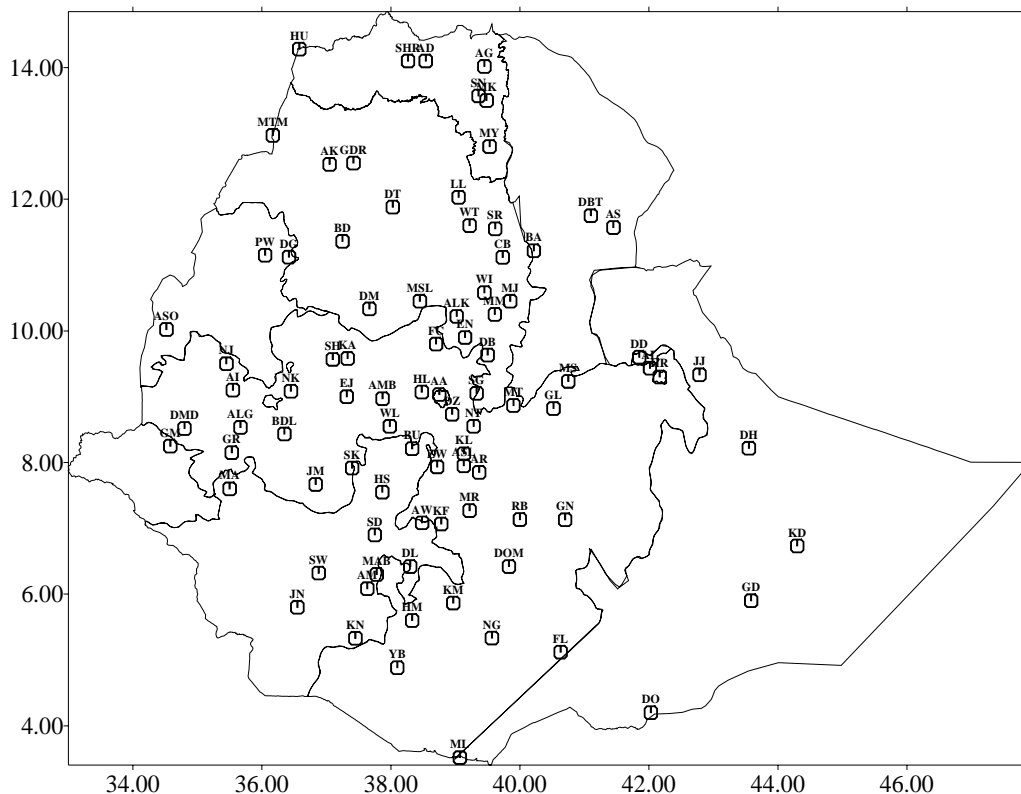 HU
SHR AD
14.00
AG
SN
MK
MTM
MY
AK GDR
LL
DT
12.00
WT SR
DBT AS
BD
PW DG
CB BA
WI
DM MSL
MM MJ
ALK
10.00
ASO
EN
FC
DB
NJ
SH KA
DD
HR
JJ
MS
AI
NK
EJ
AMB
HL AA
SG
MT
GL
DZ
DMD
ALG
BDL
WL
NT
GM
GR
BU
KL
DH
8.00
SK
AR
MA
JM
HS
MR
RB
GN
AW KF
SD
KD
SW
MAB
DL
DOM
6.00
AM
JN
KM
GD
HM
KN
NG
FL
YB
DO
4.00
MI
34.00 36.00 38.00 40.00 42.00 44.00 46.00